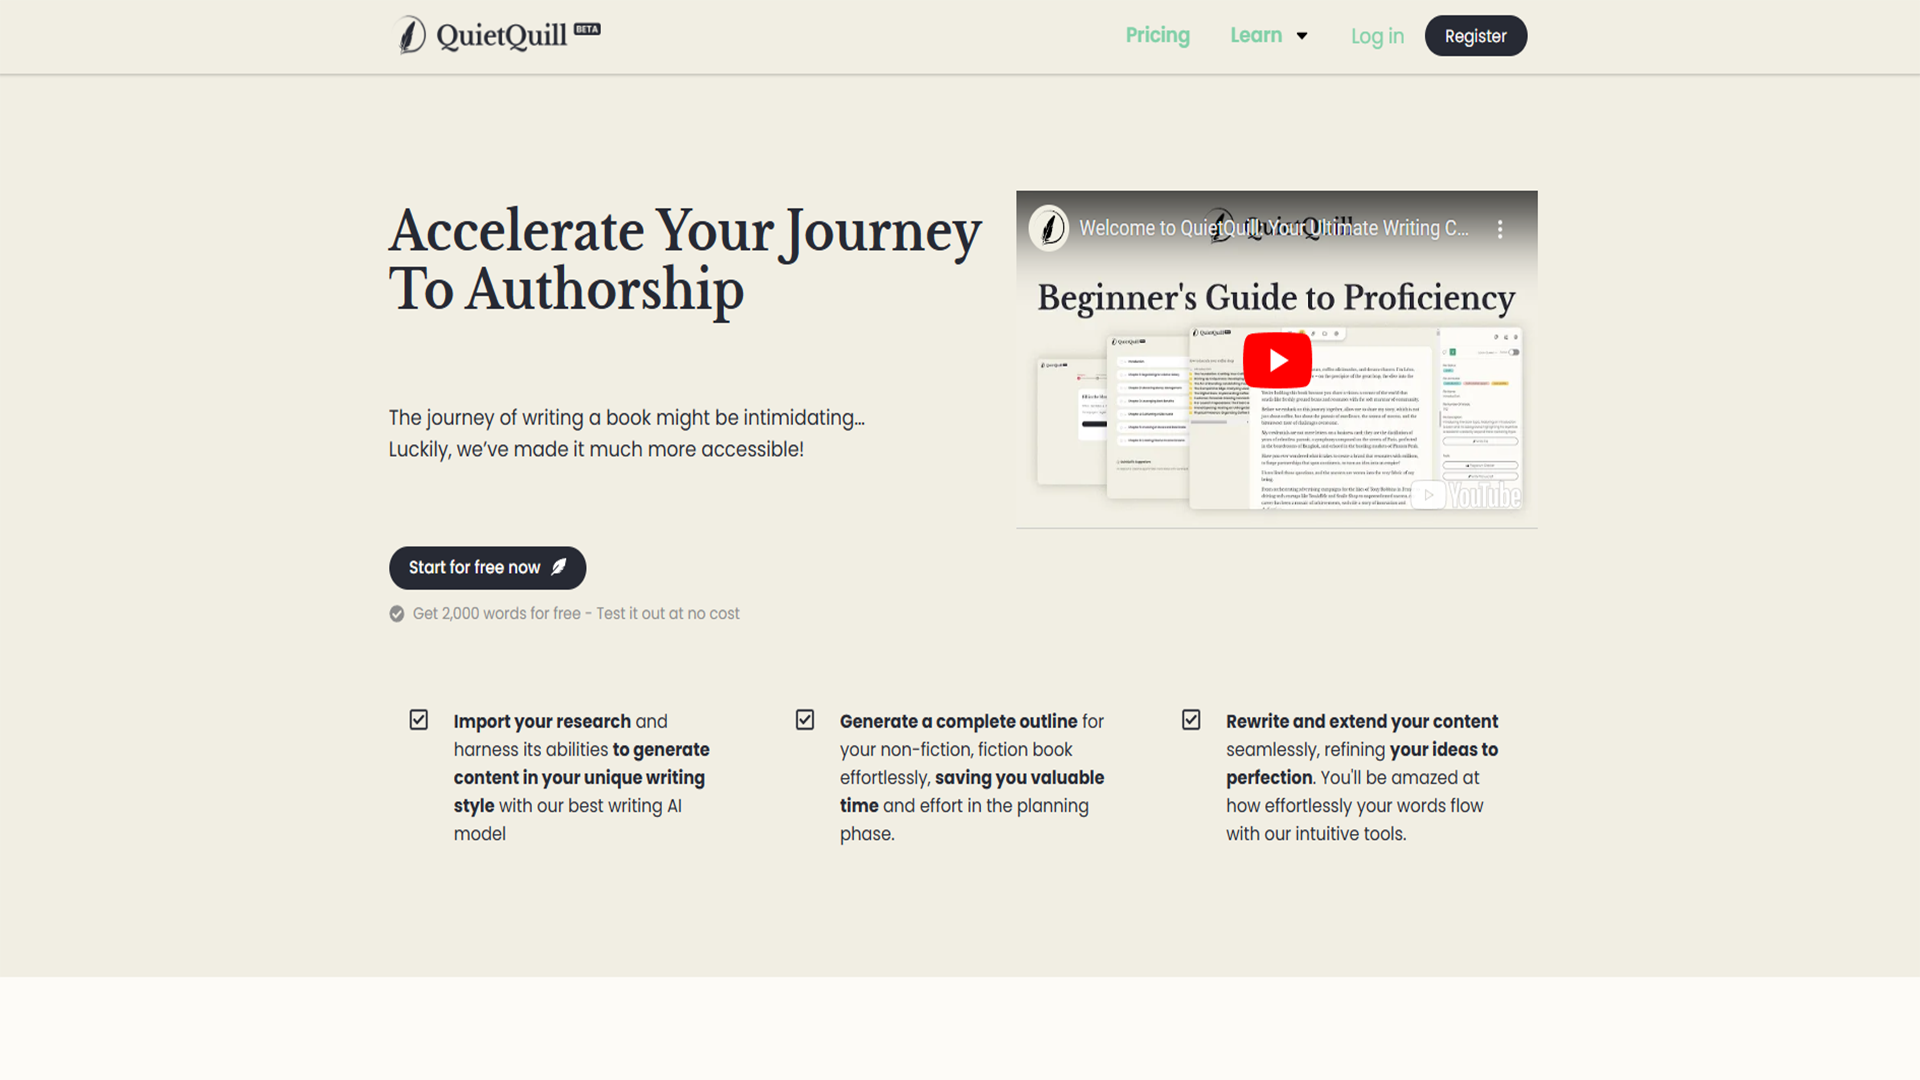 QuietQuill BETA
Pricing
Learn
Log in
Register
Accelerate Your Journey
To Authorship
The journey of writing a book might be intimidating...
Luckily, we've made it much more accessible!
Start for free now
Get 2,000 words for free - Test it out at no cost
Welcome to QuietQuill: Your Ultimate Writing C...
QuietQuill
Beginner's Guide to Proficiency
YouTube
Import your research and
harness its abilities to generate
content in your unique writing
style with our best writing AI
model
Generate a complete outline for
your non-fiction, fiction book
effortlessly, saving you valuable
time and effort in the planning
phase.
Rewrite and extend your content
seamlessly, refining your ideas to
perfection. You'll be amazed at
how effortlessly your words flow
with our intuitive tools.